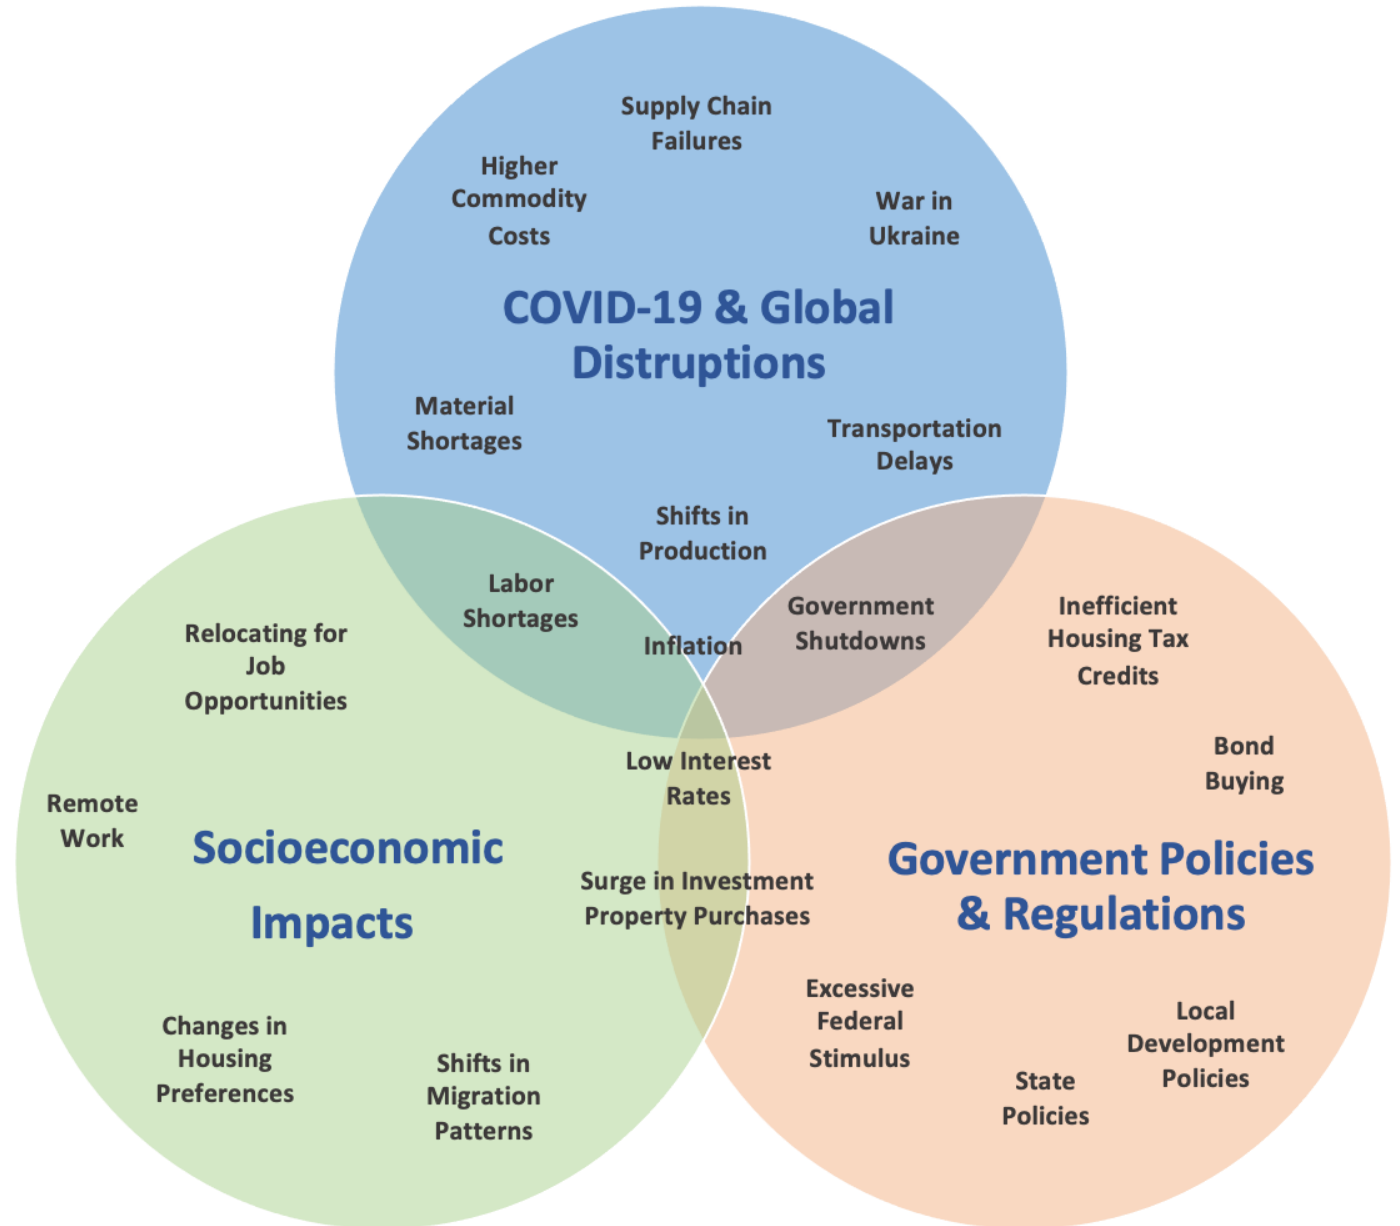 Supply Chain
Failures
Higher
Commodity
Costs
War in
Ukraine
COVID-19 & Global
Distruptions
Material
Shortages
Transportation
Delays
Shifts in
Production
Labor
Shortages
Inflation
Government
Shutdowns
Inefficient
Housing Tax
Credits
Relocating for
Job
Opportunities
Low Interest
Rates
Bond
Buying
Remote
Work
Socioeconomic
Impacts
Surge in Investment
Property Purchases
Government Policies
& Regulations
Excessive
Federal
Stimulus
Local
Development
Policies
State
Policies
Changes in
Housing
Preferences
Shifts in
Migration
Patterns